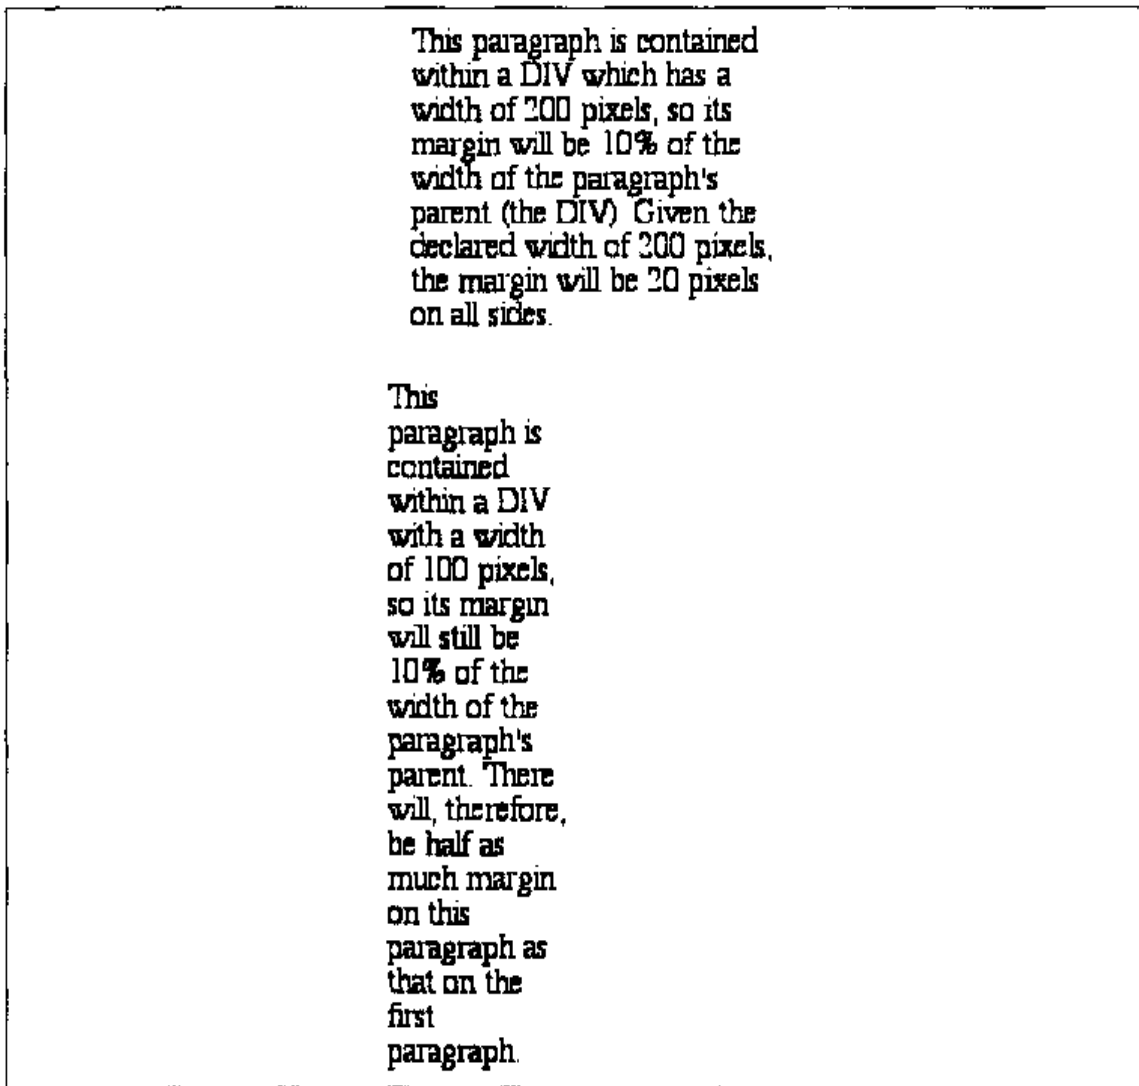 This paragraph is contained
within a DIV which has a
width of 200 pixels, so its
margin will be 10% of the
width of the paragraph's
parent (the DIV) Given the
declared width of 200 pixels,
the margin will be 20 pixels
on all sides.
This
paragraph is
contained
within a DIV
with a width
of 100 pixels,
so its margin
will still be
10% of the
width of the
paragraph's
parent. There
will, therefore,
be half as
much margin
on this
paragraph as
that on the
first
paragraph.